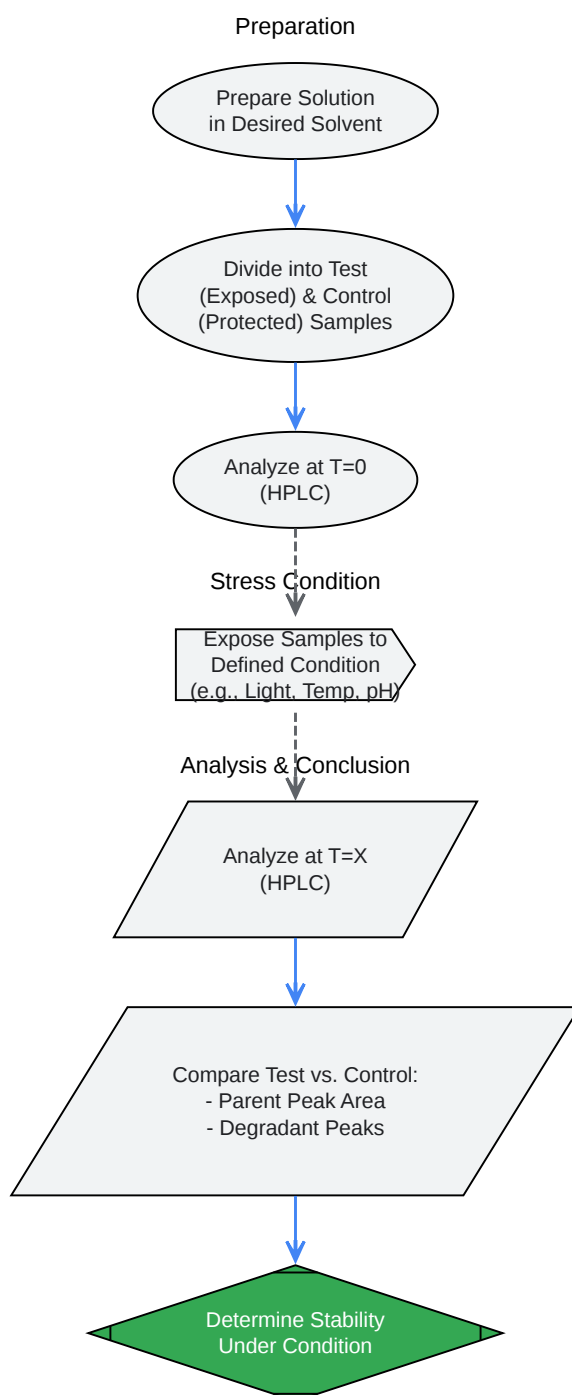 Preparation
Prepare Solution
in Desired Solvent
Divide into Test
(Exposed) & Control
(Protected) Samples
Analyze at T=0
(HPLC)
Stress Condition
Expose Samples to
Defined Condition
(e.g., Light, Temp, pH)
Analysis & Conclusion
Analyze at T=X
(HPLC)
Compare Test vs. Control:
- Parent Peak Area
- Degradant Peaks
Determine Stability
Under Condition